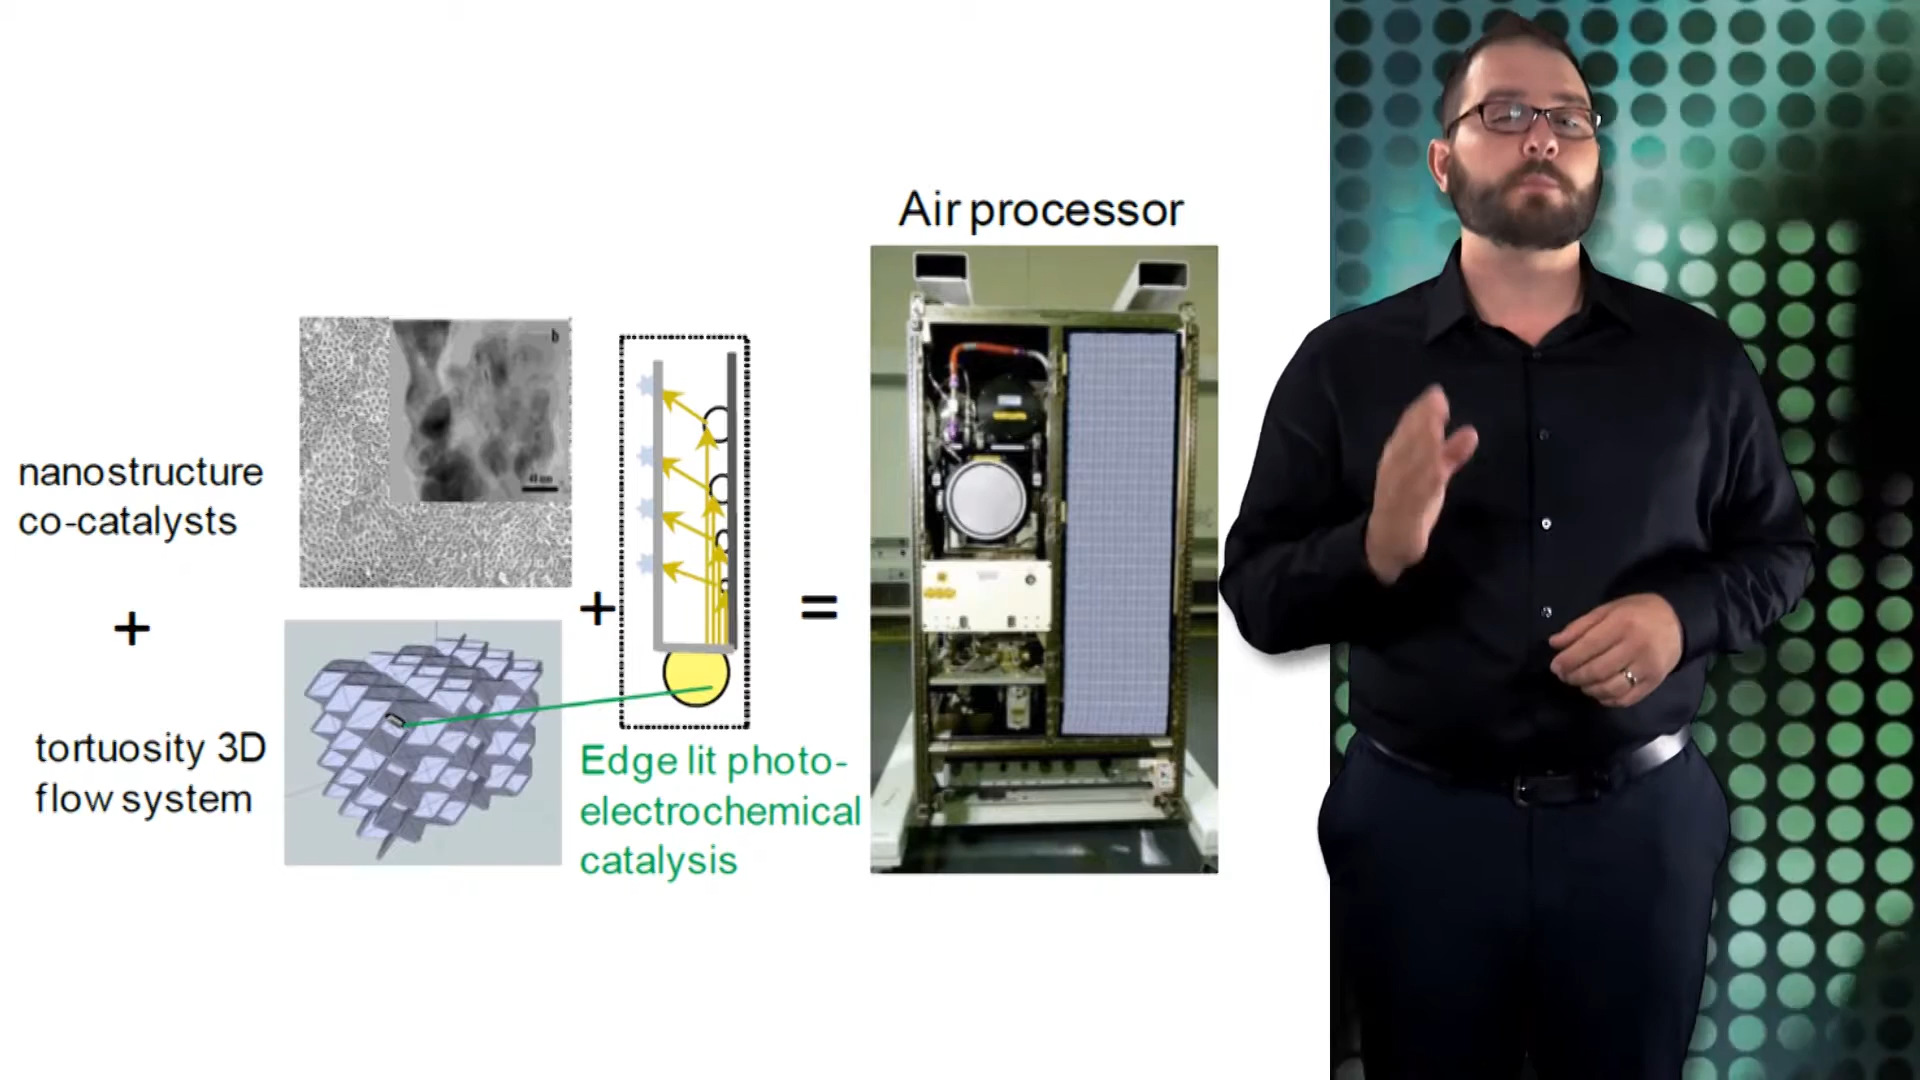 Air processor
b
nanostructure
co-catalysts
+
+
=
tortuosity 3D
flow system
Edge lit photo-
electrochemical
catalysis